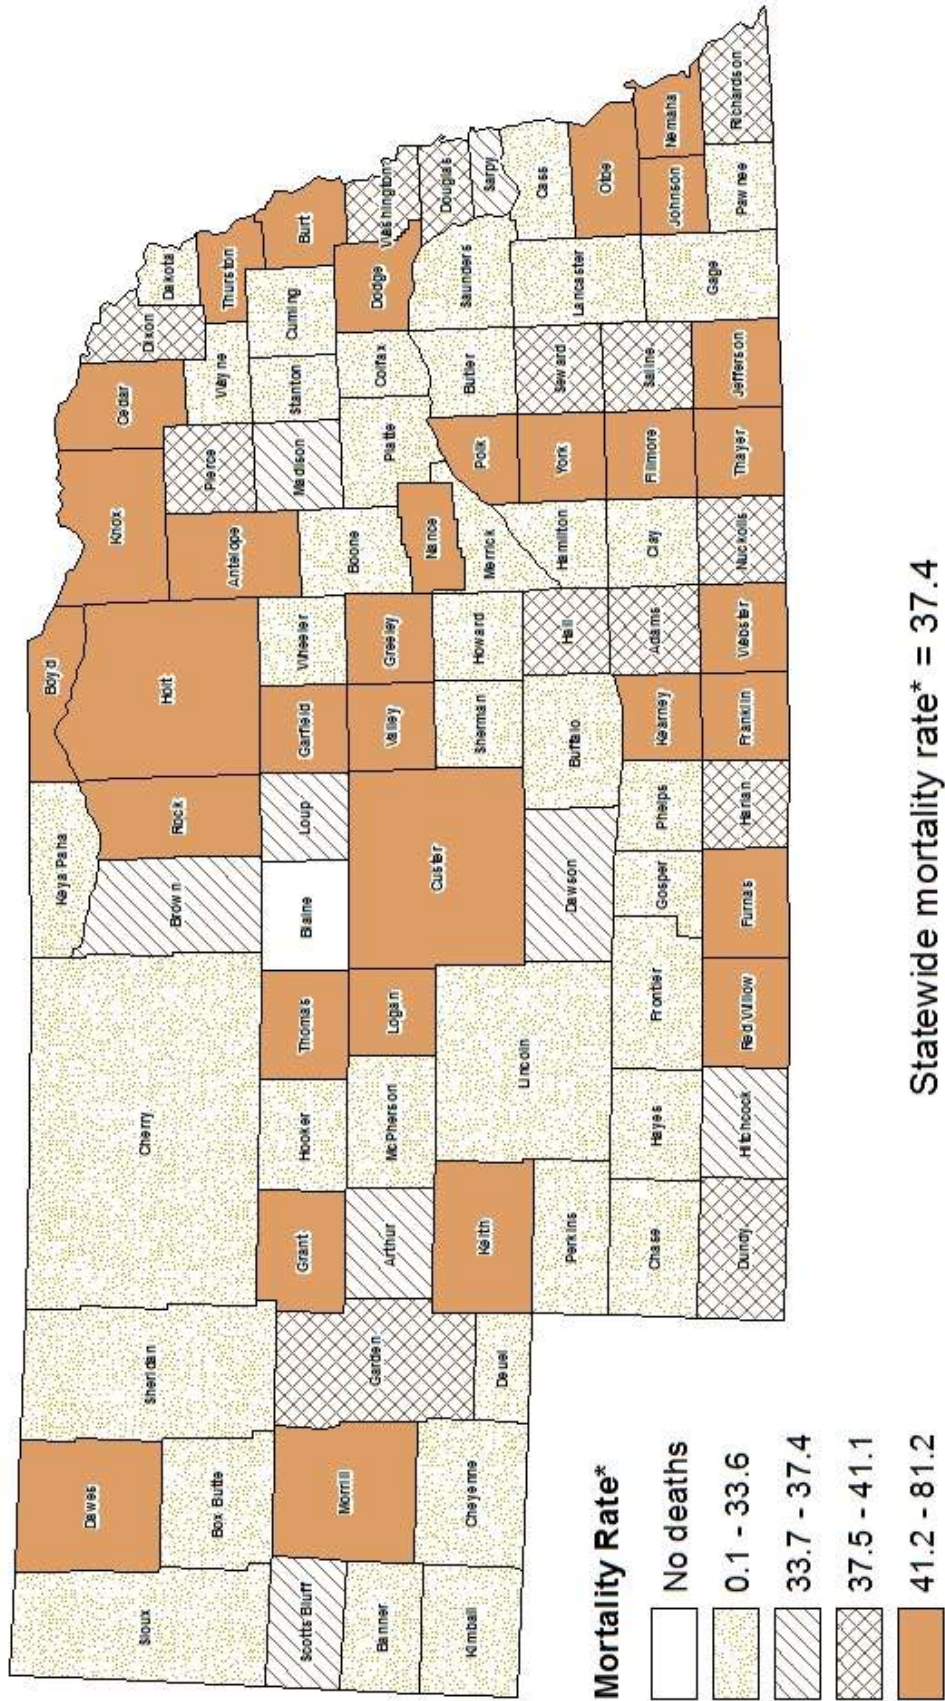 Sioux
Dawes
Box Butte
Sheridan
Cherry
Keya Paha
Boyd
Brown
Rock
Holt
Knox
Cedar
Dixon
Dakota
Antelope
Pierce
Wayne
Thurston
Scotts Bluff
Banner
Kimball
Morrill
Cheyenne
Garden
Deuel
Grant
Hooker
Thomas
Blaine
Loup
Garfield
Wheeler
Boone
Madison
Stanton
Cuming
Burt
Arthur
McPherson
Logan
Custer
Valley
Greeley
Nance
Platte
Colfax
Dodge
Washington
Keith
Lincoln
Sherman
Howard
Merrick
Polk
Butler
Saunders
Douglas
Sarpy
Perkins
Dawson
Buffalo
Hall
Hamilton
York
Seward
Lancaster
Cass
Otoe
Chase
Hayes
Frontier
Gosper
Phelps
Kearney
Adams
Clay
Fillmore
Saline
Gage
Johnson
Nemaha
Dundy
Hitchcock
Red Willow
Furnas
Harlan
Franklin
Webster
Nuckolls
Thayer
Jefferson
Pawnee
Richardson
Mortality Rate*
No deaths
0.1 - 33.6
33.7 - 37.4
37.5 - 41.1
41.2 - 81.2
Statewide mortality rate* = 37.4